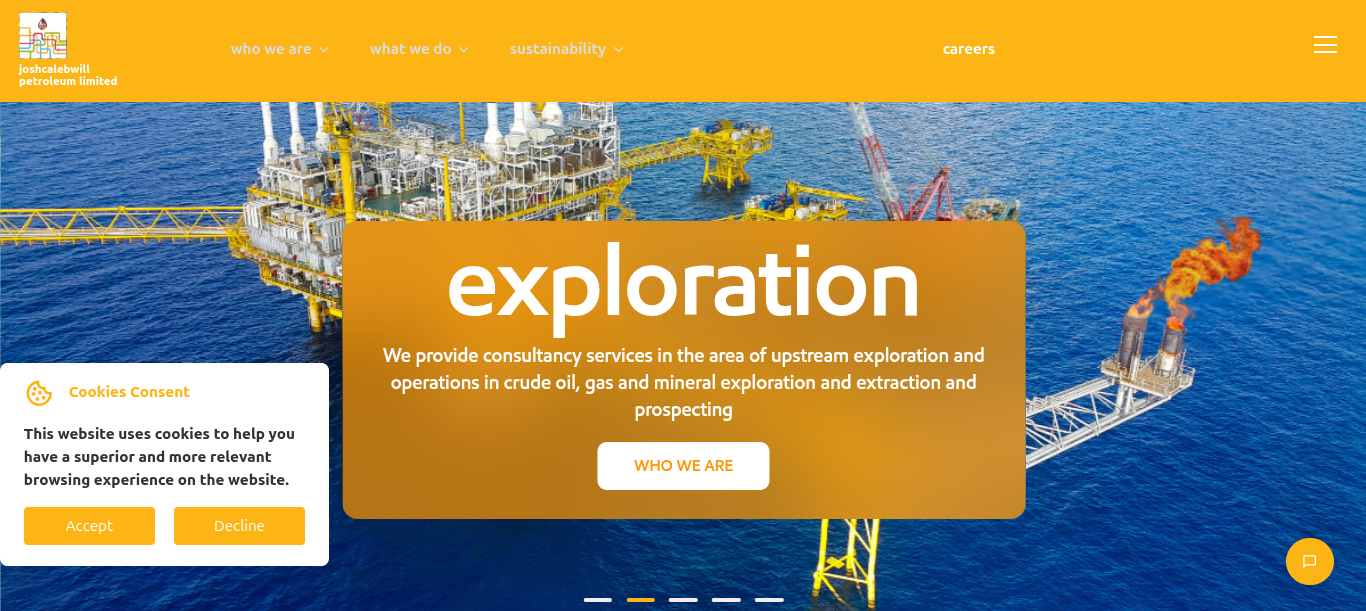 joshcalebwill
petroleum limited
who we are
what we do
sustainability
careers
exploration
We provide consultancy services in the area of upstream exploration and
operations in crude oil, gas and mineral exploration and extraction and
prospecting
WHO WE ARE
Cookies Consent
This website uses cookies to help you
have a superior and more relevant
browsing experience on the website.
Accept
Decline